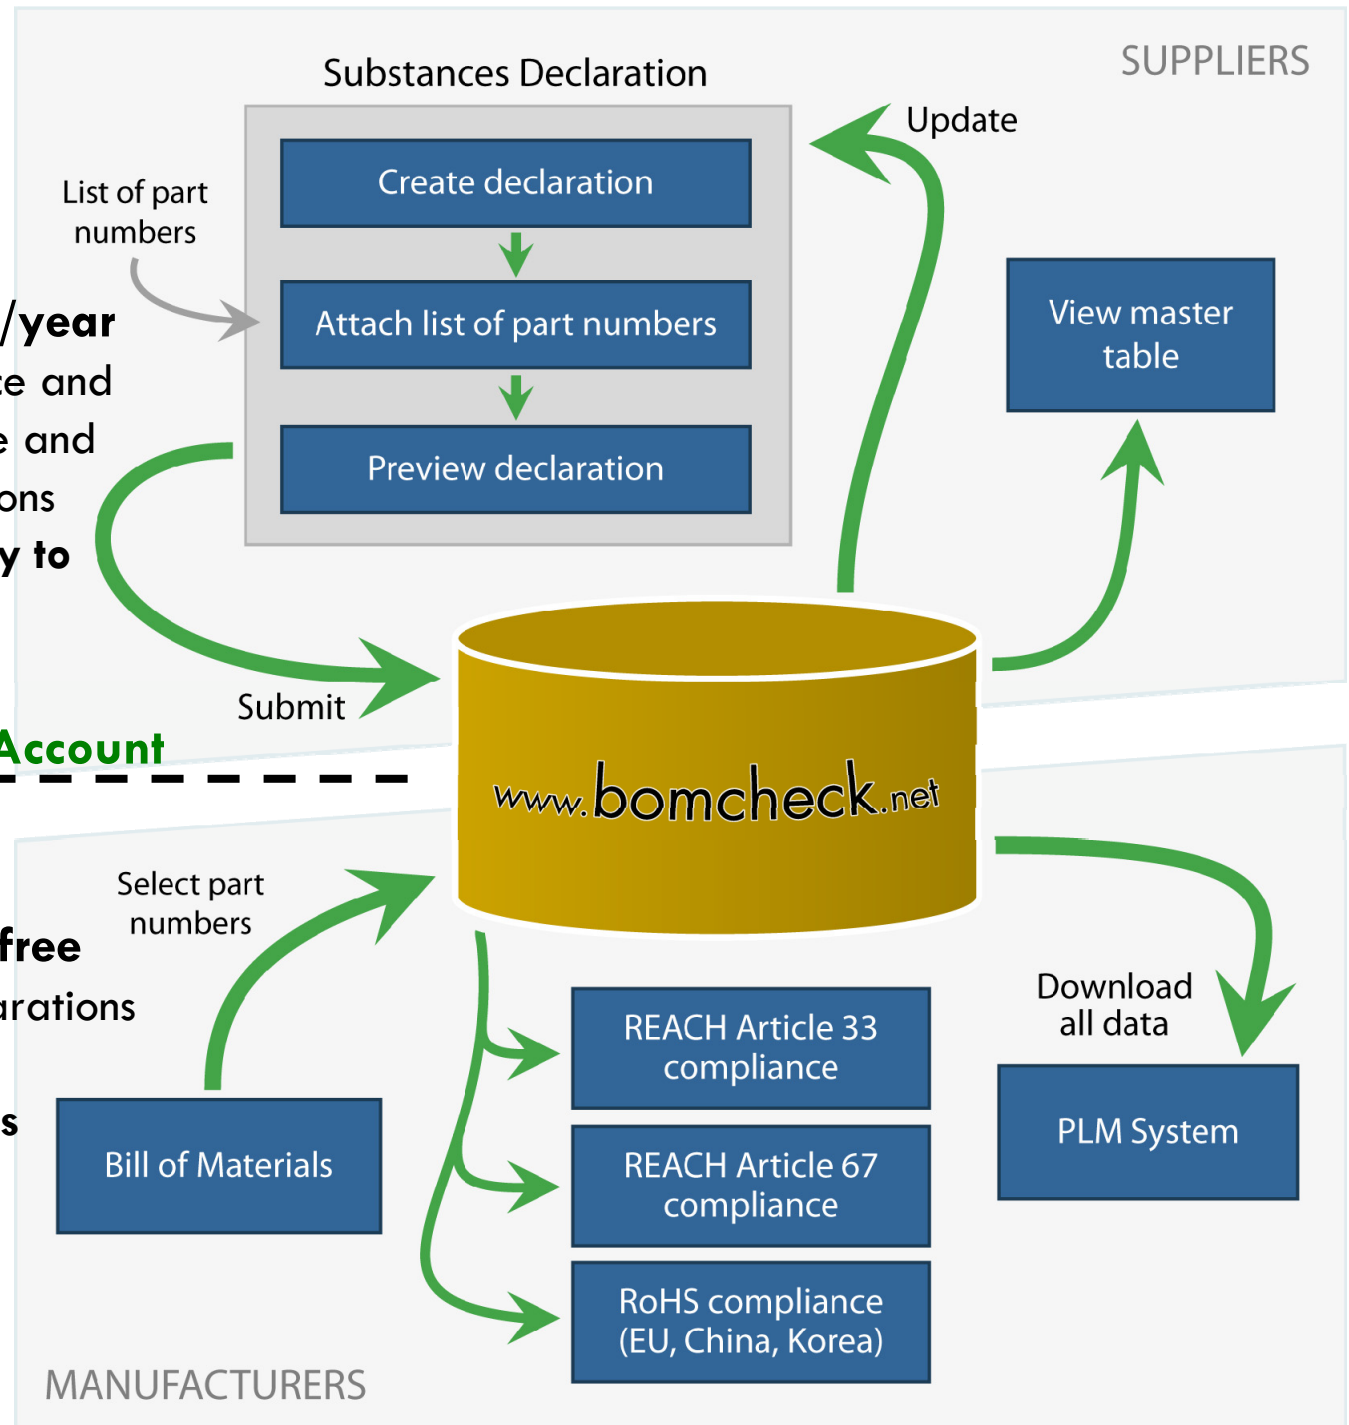 SUPPLIERS
Substances Declaration
Update
Create declaration
List of part
numbers
Attach list of part numbers
View master
table
/year
e and
Preview declaration
e and
ons
y to
Submit
Account
www.bomcheck.net
Select part
numbers
free
arations
s
Bill of Materials
REACH Article 33
compliance
REACH Article 67
compliance
RoHS compliance
(EU, China, Korea)
Download
all data
PLM System
MANUFACTURERS